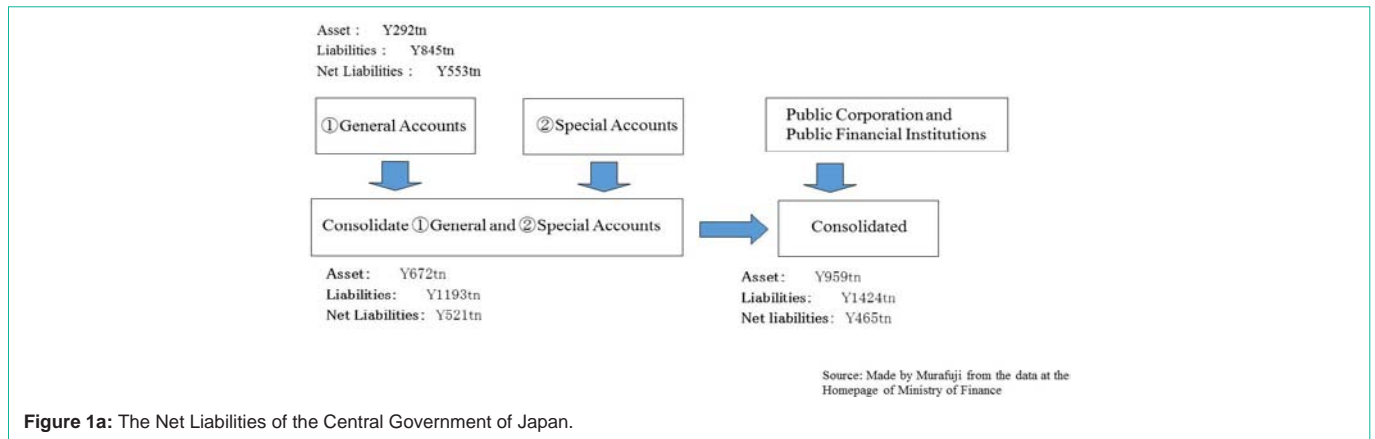 Asset : Y292tn
Liabilities : Y845tn
Net Liabilities : Y553tn
①General Accounts
②Special Accounts
Public Corporation and
Public Financial Institutions
Consolidate ①General and ②Special Accounts
Consolidated
Asset: Y672tn
Liabilities: Y1193tn
Net Liabilities: Y521tn
Asset: Y959tn
Liabilities: Y1424tn
Net liabilities: Y465tn
Source: Made by Murafuji from the data at the
Homepage of Ministry of Finance
Figure 1a: The Net Liabilities of the Central Government of Japan.